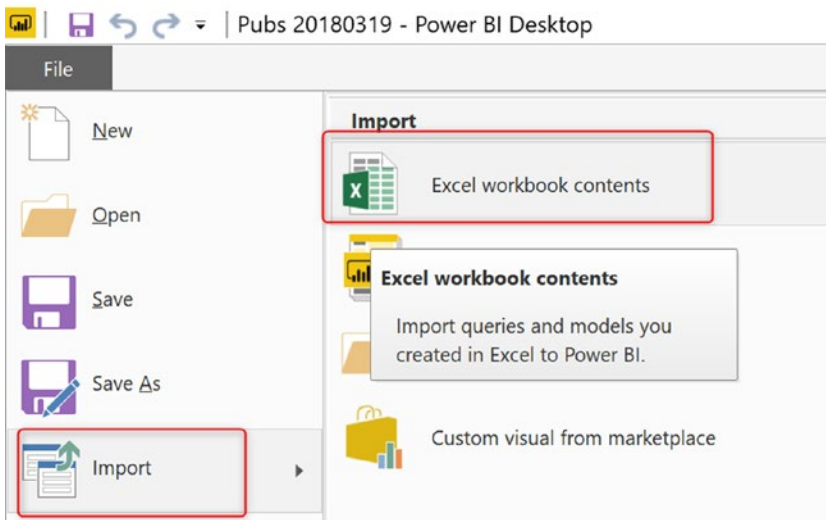 Pubs 20180319 - Power BI Desktop
File
New
Open
Save
Save As
Import
Import
Excel workbook contents
Excel workbook contents
Import queries and models you
created in Excel to Power BI.
Custom visual from marketplace